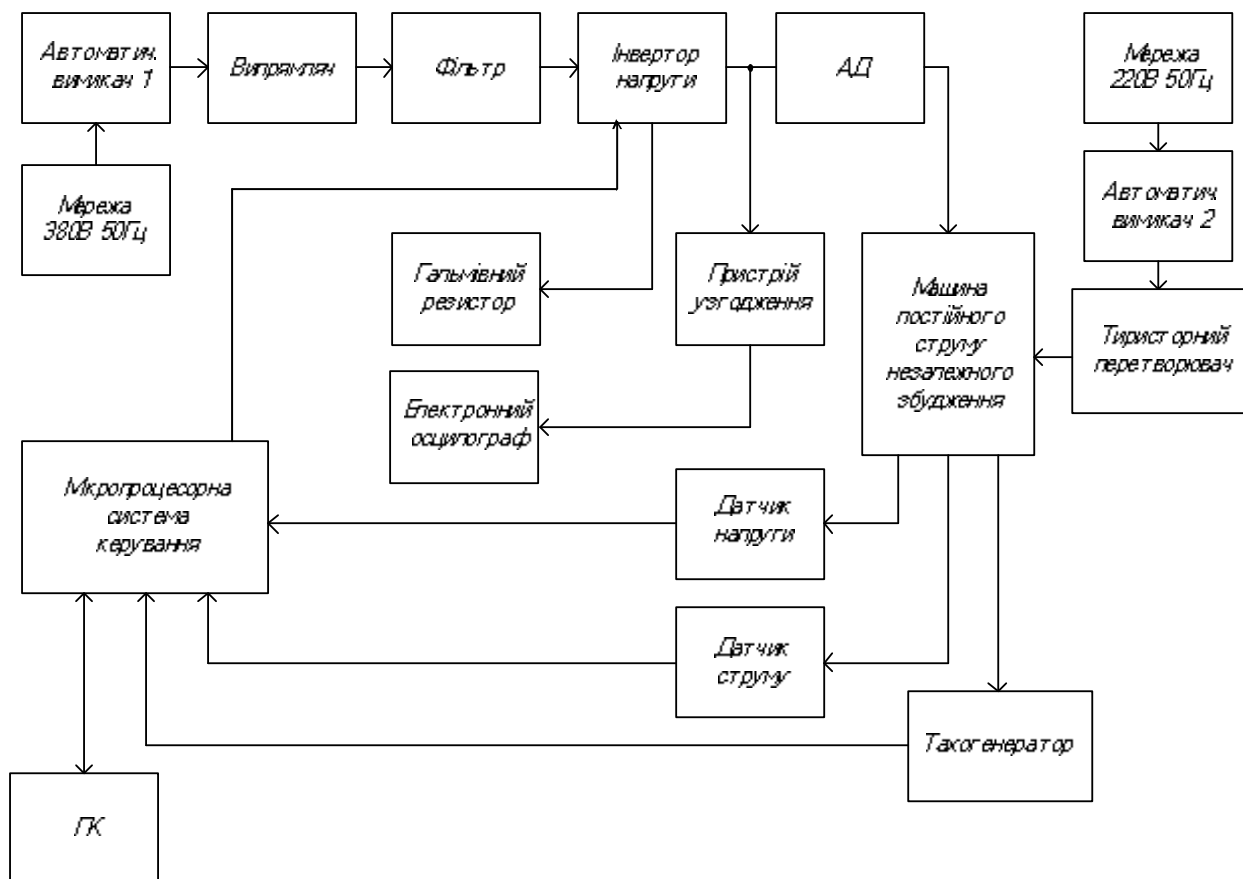 Автоматич.
вимикач 1
Випрямляч
Фільтр
Інвертор
напруги
АД
Мережа
220В 50Гц
Мережа
380В 50Гц
Автоматич.
вимикач 2
Гальмівний
резистор
Пристрій
узгодження
Машина
постійного
струму
незалежного
збудження
Тиристорний
перетворювач
Електронний
осцилограф
Мікропроцесорна
система
керування
Датчик
напруги
Датчик
струму
Тахогенератор
ПК